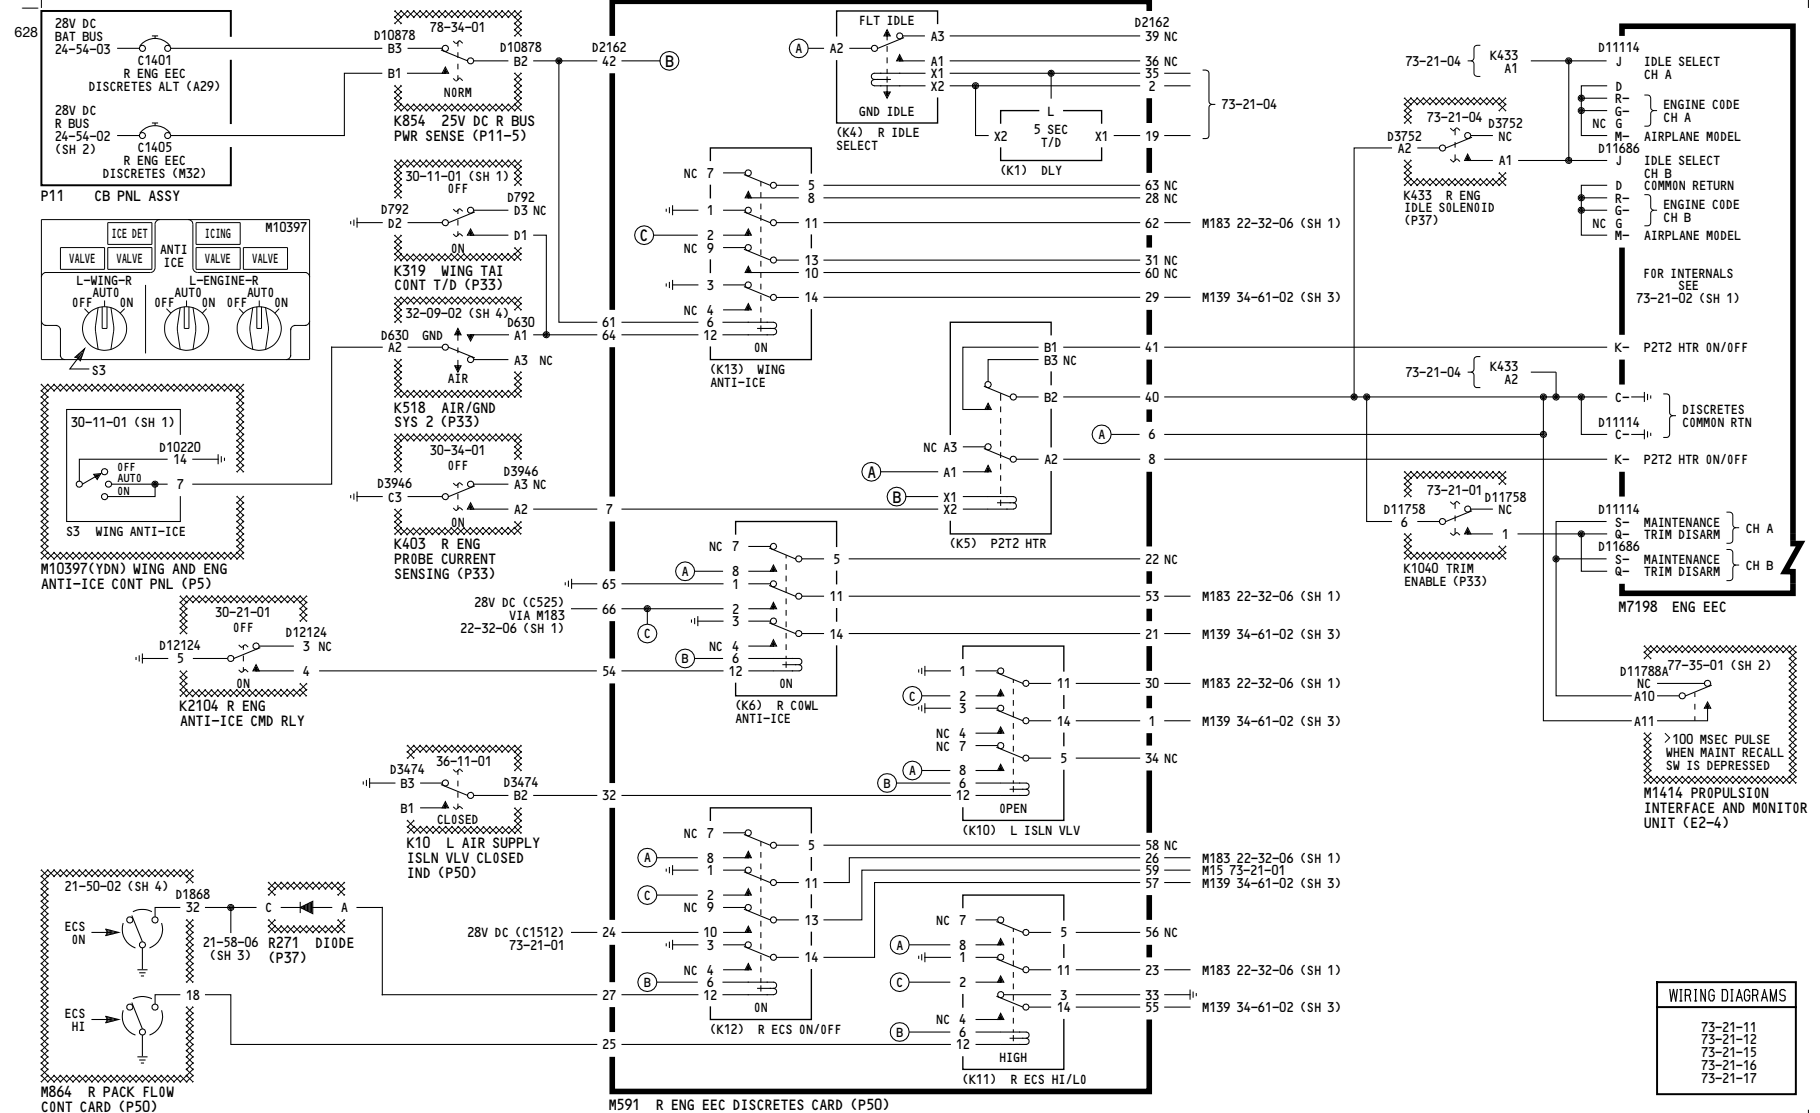 628
28V DC
BAT BUS
24-54-03
C1401
R ENG EEC
DISCRETES ALT (A29)
28V DC
R BUS
24-54-02
(SH 2)
C1405
R ENG EEC
DISCRETES (M32)
P11 CB PNL ASSY
78-34-01
D10878
B3
D10878
B2
B1
NORM
K854 25V DC R BUS
PWR SENSE (P11-5)
D2162
42
B
ICE DET
ICING
M10397
VALVE VALVE ANTI ICE VALVE VALVE
L-WING-R
L-ENGINE-R
AUTO AUTO AUTO
OFF ON OFF ON OFF ON
S3
30-11-01 (SH 1)
OFF
D792
D2
D792
D3 NC
D1
ON
K319 WING TAI
CONT T/D (P33)
32-09-02 (SH 4)
D630
A2
GND
D630
A1
A3 NC
AIR
K518 AIR/GND
SYS 2 (P33)
61
64
30-11-01 (SH 1)
D10220
14
OFF
AUTO
ON
7
S3 WING ANTI-ICE
M10397(YDN) WING AND ENG
ANTI-ICE CONT PNL (P5)
30-34-01
OFF
D3946
C3
D3946
A3 NC
A2
ON
K403 R ENG
PROBE CURRENT
SENSING (P33)
7
30-21-01
OFF
D12124
5
D12124
3 NC
4
ON
K2104 R ENG
ANTI-ICE CMD RLY
65
28V DC (C525)
VIA M183
22-32-06 (SH 1)
66
C
54
36-11-01
D3474
B3
D3474
B2
B1
CLOSED
K10 L AIR SUPPLY
ISLN VLV CLOSED
IND (P50)
32
21-50-02 (SH 4)
D1868
32
ECS
ON
18
ECS
HI
M864 R PACK FLOW
CONT CARD (P50)
21-58-06
(SH 3)
C A
R271 DIODE
(P37)
28V DC (C1512)
73-21-01
24
27
25
FLT IDLE
A A2
A3
A1
X1
X2
GND IDLE
(K4) R IDLE
SELECT
L
X2 5 SEC T/D X1
(K1) DLY
D2162
39 NC
36 NC
35
2
19
73-21-04
NC 7
5
8
1
11
C 2
NC 9
13
10
3
14
NC 4
6
12
ON
(K13) WING
ANTI-ICE
63 NC
28 NC
62 M183 22-32-06 (SH 1)
31 NC
60 NC
29 M139 34-61-02 (SH 3)
B1
B3 NC
B2
NC A3
A2
A A1
B X1
X2
(K5) P2T2 HTR
41
40
A 6
8
NC 7
5
A 8
1
11
2
3
14
NC 4
B 6
12
ON
(K6) R COWL
ANTI-ICE
22 NC
53 M183 22-32-06 (SH 1)
21 M139 34-61-02 (SH 3)
1
11
C 2
3
14
NC 4
NC 7
5
A 8
B 6
12
OPEN
(K10) L ISLN VLV
30 M183 22-32-06 (SH 1)
1 M139 34-61-02 (SH 3)
34 NC
NC 7
5
A 8
1
11
C 2
NC 9
13
10
3
14
NC 4
B 6
12
ON
(K12) R ECS ON/OFF
58 NC
26 M183 22-32-06 (SH 1)
59 M15 73-21-01
57 M139 34-61-02 (SH 3)
NC 7
5
A 8
1
11
C 2
3
14
NC 4
B 6
12
HIGH
(K11) R ECS HI/LO
56 NC
23 M183 22-32-06 (SH 1)
33
55 M139 34-61-02 (SH 3)
M591 R ENG EEC DISCRETES CARD (P50)
73-21-04 K433
A1
73-21-04
D3752
A2
D3752
NC
A1
K433 R ENG
IDLE SOLENOID
(P37)
73-21-04 K433
A2
73-21-01
D11758
6
D11758
NC
1
K1040 TRIM
ENABLE (P33)
D11114
J IDLE SELECT
CH A
D
R- ENGINE CODE
G- CH A
NC G
M- AIRPLANE MODEL
D11686
J IDLE SELECT
CH B
D COMMON RETURN
R- ENGINE CODE
G- CH B
NC G
M- AIRPLANE MODEL
FOR INTERNALS
SEE
73-21-02 (SH 1)
K- P2T2 HTR ON/OFF
C-
DISCRETES
COMMON RTN
D11114
C-
K- P2T2 HTR ON/OFF
D11114
S- MAINTENANCE
Q- TRIM DISARM
CH A
D11686
S- MAINTENANCE
Q- TRIM DISARM
CH B
M7198 ENG EEC
77-35-01 (SH 2)
D11788A
NC
A10
A11
>100 MSEC PULSE
WHEN MAINT RECALL
SW IS DEPRESSED
M1414 PROPULSION
INTERFACE AND MONITOR
UNIT (E2-4)
WIRING DIAGRAMS
73-21-11
73-21-12
73-21-15
73-21-16
73-21-17